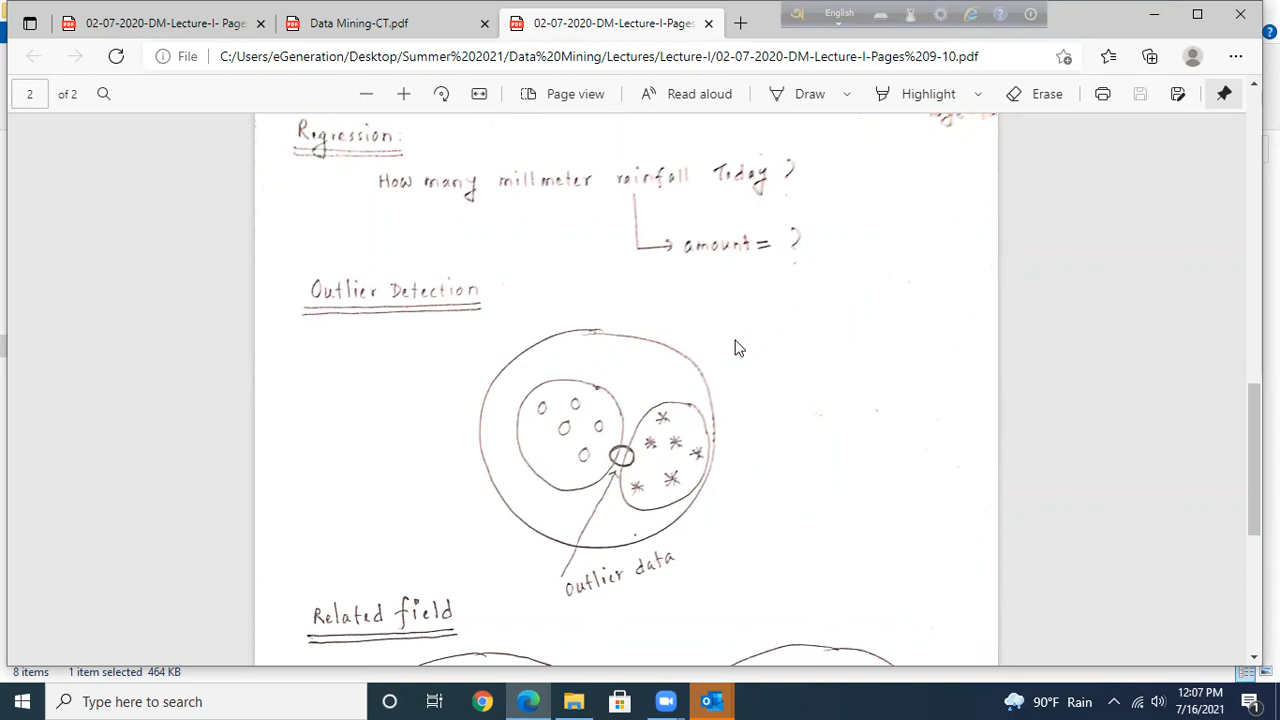 02-07-2020-DM-Lecture-I-Page
Data Mining-CT.pdf
02-07-2020-DM-Lecture-I-Pages
English
File
C:/Users/eGeneration/Desktop/Summer%202021/Data%20Mining/Lectures/Lecture-I/02-07-2020-DM-Lecture-I-Pages%209-10.pdf
2 of 2
Page view
Read aloud
Draw
Highlight
Erase
Regression:
How many millmeter rainfall Today ?
amount = ?
Outlier Detection
outlier data
Related field
8 items 1 item selected 464 KB
Type here to search
90°F Rain
12:07 PM
7/16/2021
1